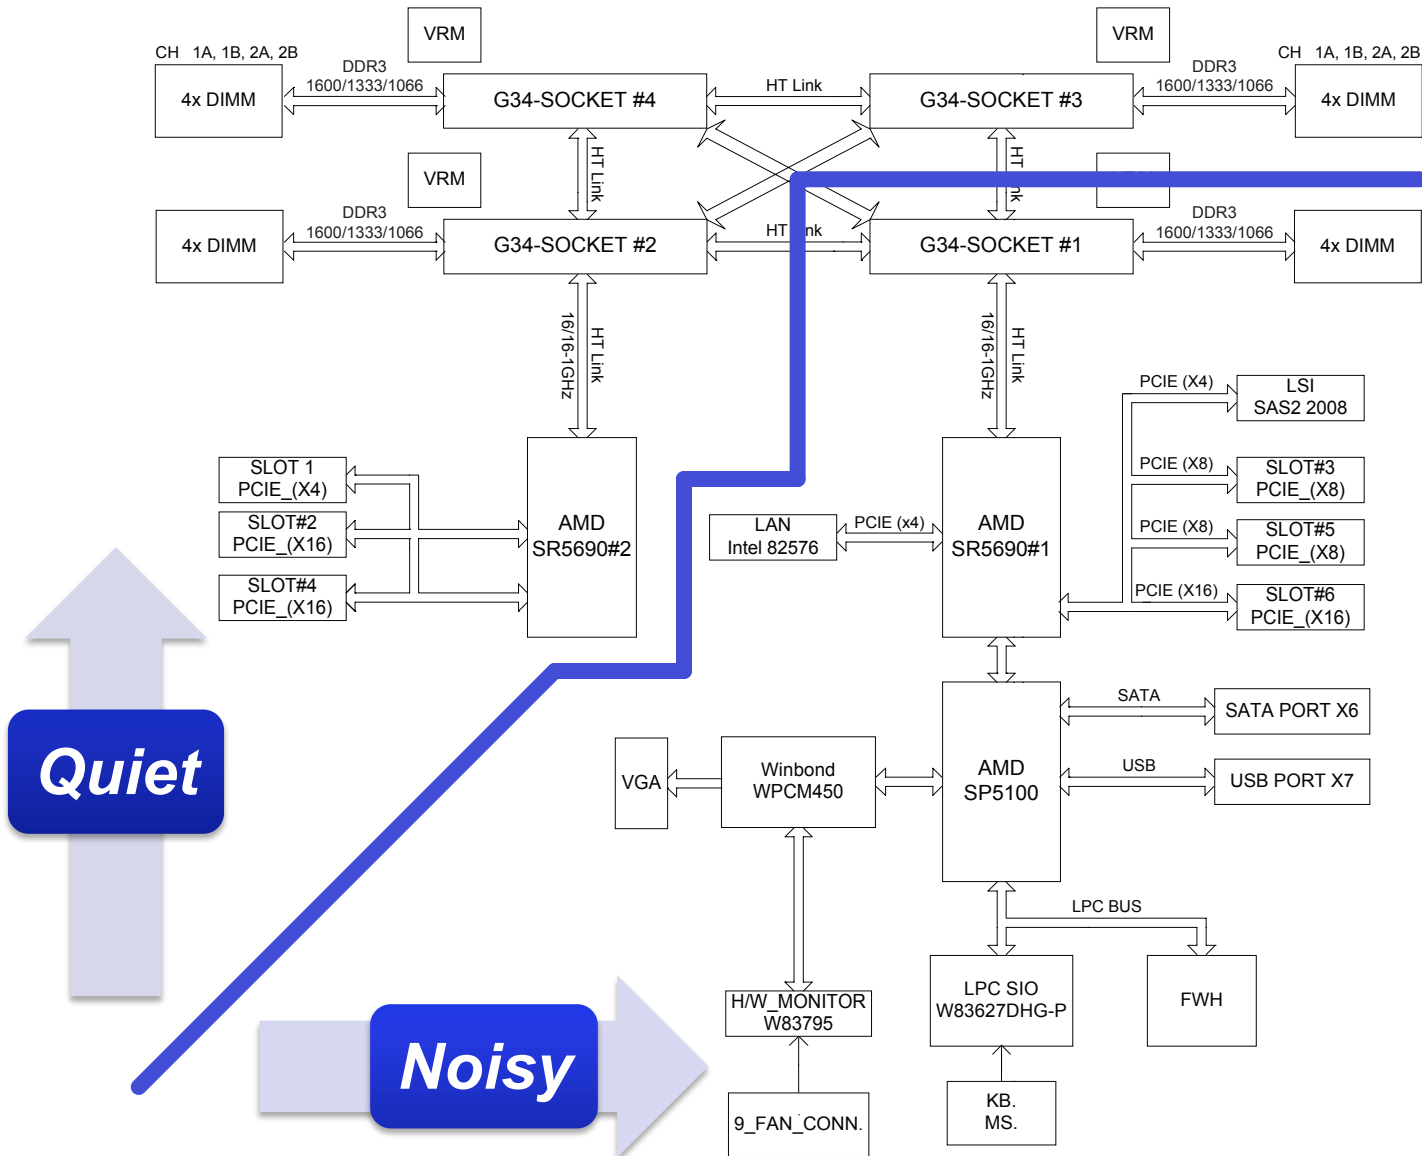 VRM
VRM
CH 1A, 1B, 2A, 2B
CH 1A, 1B, 2A, 2B
4x DIMM
DDR3
1600/1333/1066
G34-SOCKET #4
HT Link
G34-SOCKET #3
DDR3
1600/1333/1066
4x DIMM
VRM
HT Link
HT Link
4x DIMM
DDR3
1600/1333/1066
G34-SOCKET #2
HT Link
G34-SOCKET #1
DDR3
1600/1333/1066
4x DIMM
HT Link
16/16-1GHz
HT Link
16/16-1GHz
SLOT 1
PCIE_(X4)
SLOT#2
PCIE_(X16)
SLOT#4
PCIE_(X16)
AMD
SR5690#2
LAN
Intel 82576
PCIE (x4)
AMD
SR5690#1
PCIE (X4)
LSI
SAS2 2008
PCIE (X8)
SLOT#3
PCIE_(X8)
PCIE (X8)
SLOT#5
PCIE_(X8)
PCIE (X16)
SLOT#6
PCIE_(X16)
Quiet
VGA
Winbond
WPCM450
AMD
SP5100
SATA
SATA PORT X6
USB
USB PORT X7
LPC BUS
H/W_MONITOR
W83795
LPC SIO
W83627DHG-P
FWH
Noisy
9_FAN_CONN.
KB.
MS.